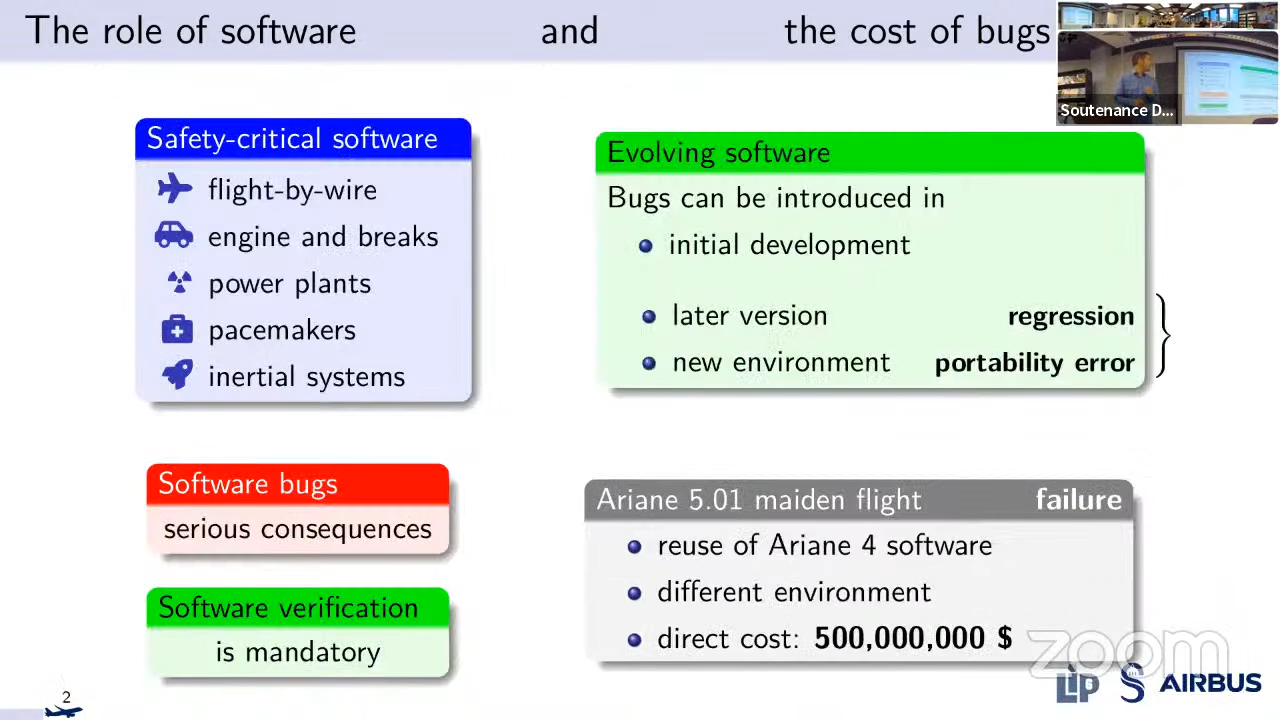 The role of software and the cost of bugs
Soutenance D...
Safety-critical software
flight-by-wire
engine and breaks
power plants
pacemakers
inertial systems
Software bugs
serious consequences
Software verification
is mandatory
Evolving software
Bugs can be introduced in
initial development
later version regression
new environment portability error
Ariane 5.01 maiden flight failure
reuse of Ariane 4 software
different environment
direct cost: 500,000,000 $
zoom
LIP6 S AIRBUS
2